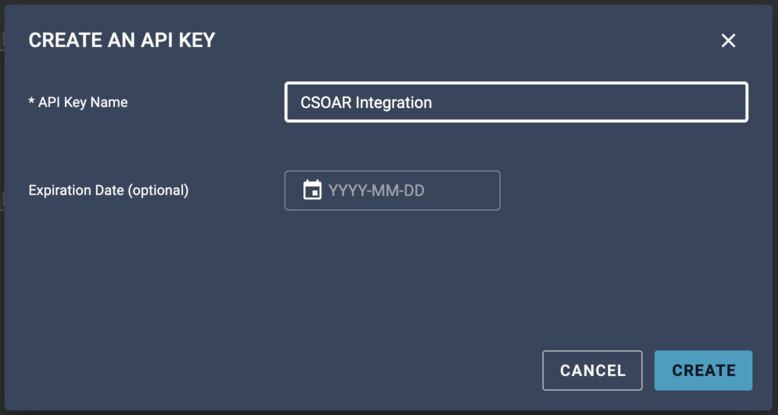 CREATE AN API KEY
* API Key Name
CSOAR Integration
Expiration Date (optional)
YYYY-MM-DD
CANCEL
CREATE